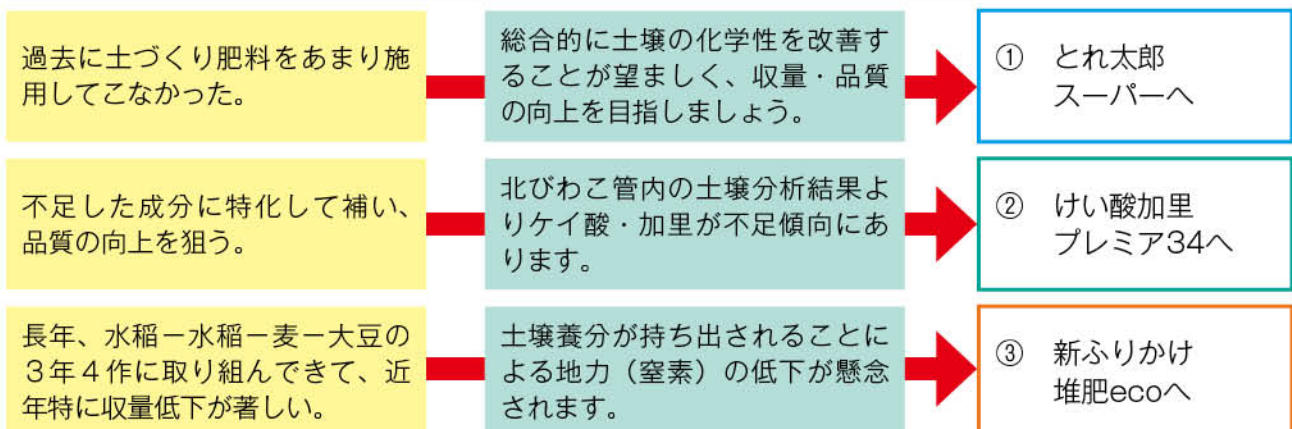 過去に土づくり肥料をあまり施
用してこなかった。
総合的に土壌の化学性を改善す
ることが望ましく、収量・品質
の向上を目指しましょう。
① とれ太郎
スーパーへ
不足した成分に特化して補い、
品質の向上を狙う。
北びわこ管内の土壌分析結果よ
りケイ酸・加里が不足傾向にあ
ります。
② けい酸加里
プレミア34へ
長年、水稲－水稲－麦－大豆の
３年４作に取り組んできて、近
年特に収量低下が著しい。
土壌養分が持ち出されることに
よる地力（窒素）の低下が懸念
されます。
③ 新ふりかけ
堆肥ecoへ